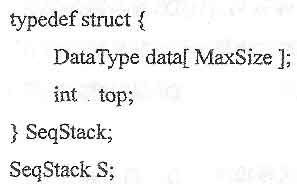 typedef struct {
DataType data[ MaxSize ];
int top;
} SeqStack;
SeqStack S;